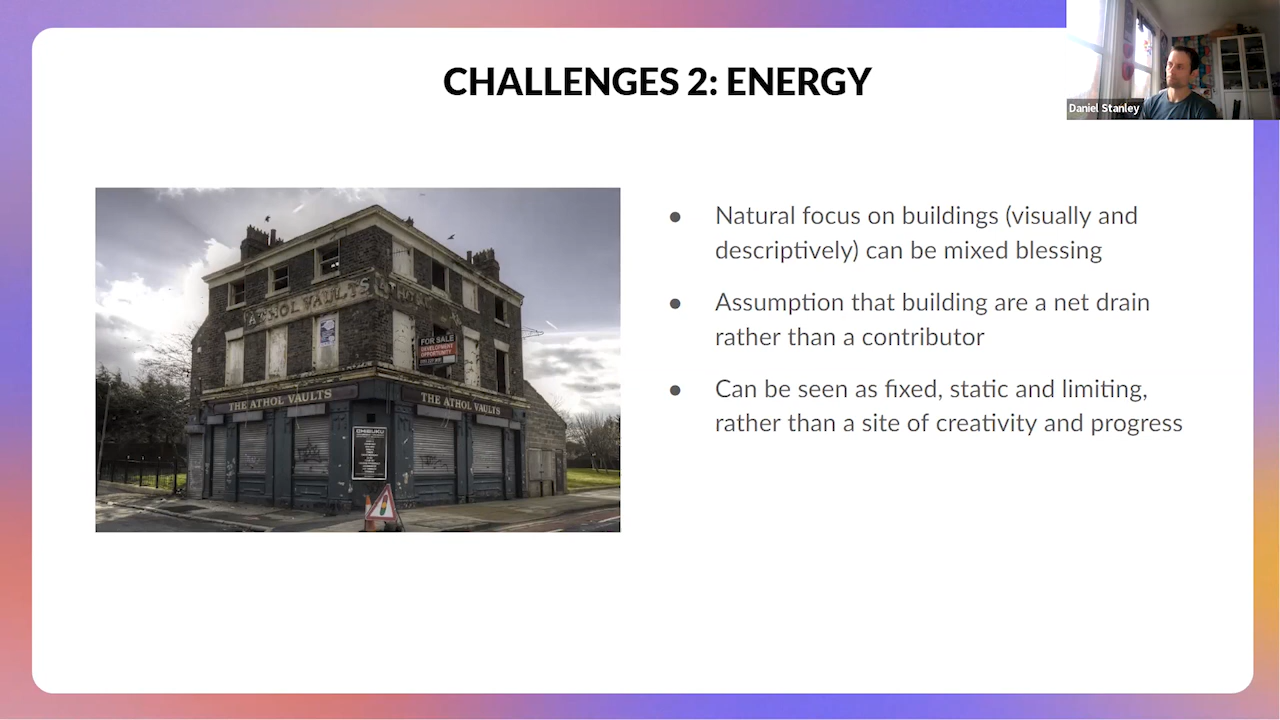 CHALLENGES 2: ENERGY
Daniel Stanley
Natural focus on buildings (visually and
descriptively) can be mixed blessing
Assumption that building are a net drain
rather than a contributor
Can be seen as fixed, static and limiting,
rather than a site of creativity and progress
ATHOL VAULTS
FOR SALE
DEVELOPMENT
OPPORTUNITY
THE ATHOL VAULTS
THE ATHOL VAULTS
CHIBUKU